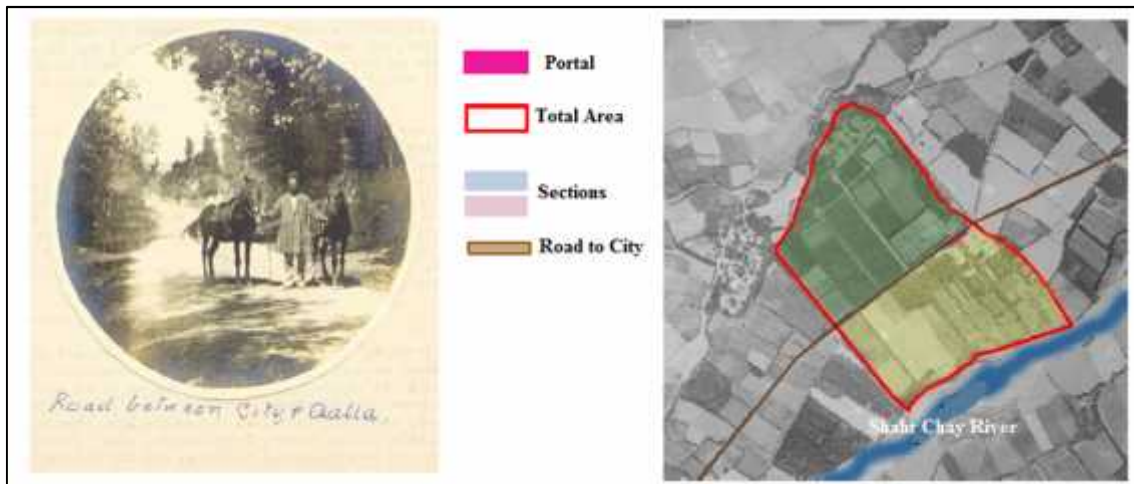 Portal
Total Area
Sections
Road to City
Road between City & Qalla.
Shahr Chay River